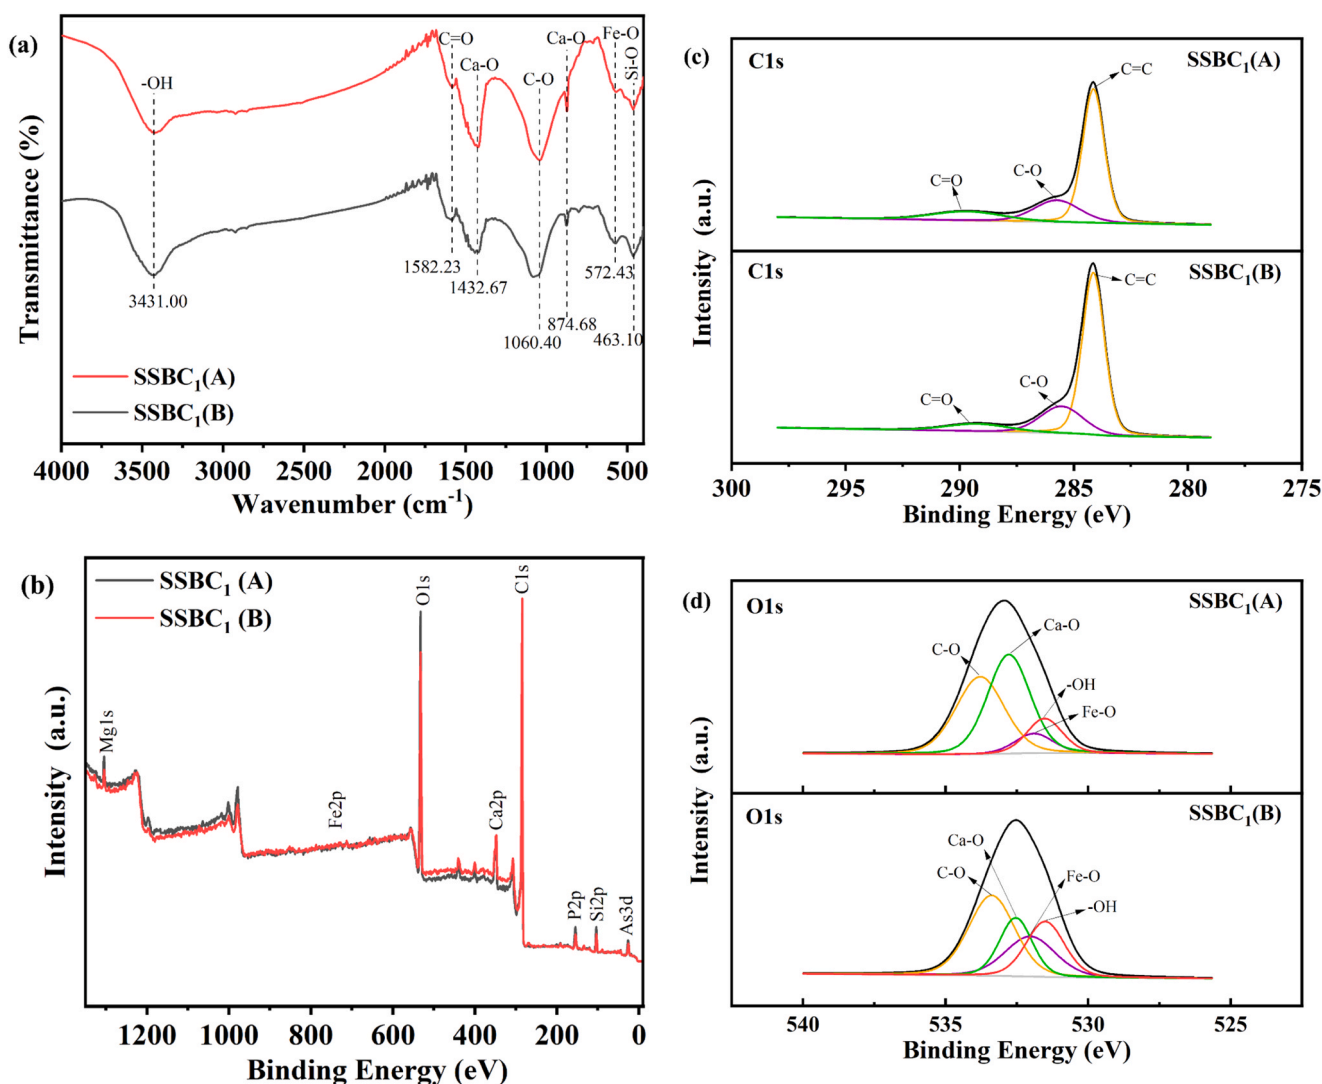 (a)
Transmittance (%)
-OH
C=O
Ca-O
C-O
Ca-O
Fe-O
Si-O
3431.00
1582.23
1432.67
1060.40
874.68
572.43
463.10
SSBC₁(A)
SSBC₁(B)
4000 3500 3000 2500 2000 1500 1000 500
Wavenumber (cm⁻¹)
(b)
Intensity (a.u.)
SSBC₁ (A)
SSBC₁ (B)
Mg1s
Fe2p
O1s
Ca2p
C1s
P2p
Si2p
As3d
1200 1000 800 600 400 200 0
Binding Energy (eV)
(c)
Intensity (a.u.)
C1s
SSBC₁(A)
C=C
C-O
C=O
C1s
SSBC₁(B)
C=C
C-O
C=O
300 295 290 285 280 275
Binding Energy (eV)
(d)
Intensity (a.u.)
O1s
SSBC₁(A)
C-O
Ca-O
-OH
Fe-O
O1s
SSBC₁(B)
Ca-O
C-O
Fe-O
-OH
540 535 530 525
Binding Energy (eV)